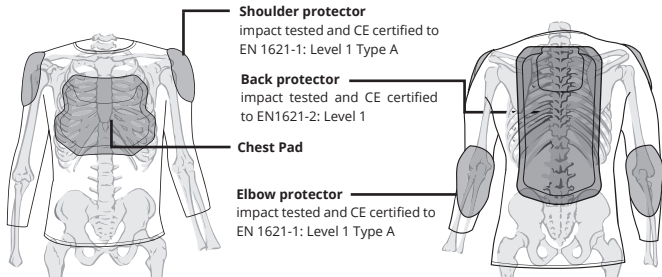 Shoulder protector
impact tested and CE certified to
EN 1621-1: Level 1 Type A
Back protector
impact tested and CE certified
to EN1621-2: Level 1
Chest Pad
Elbow protector
impact tested and CE certified to
EN 1621-1: Level 1 Type A